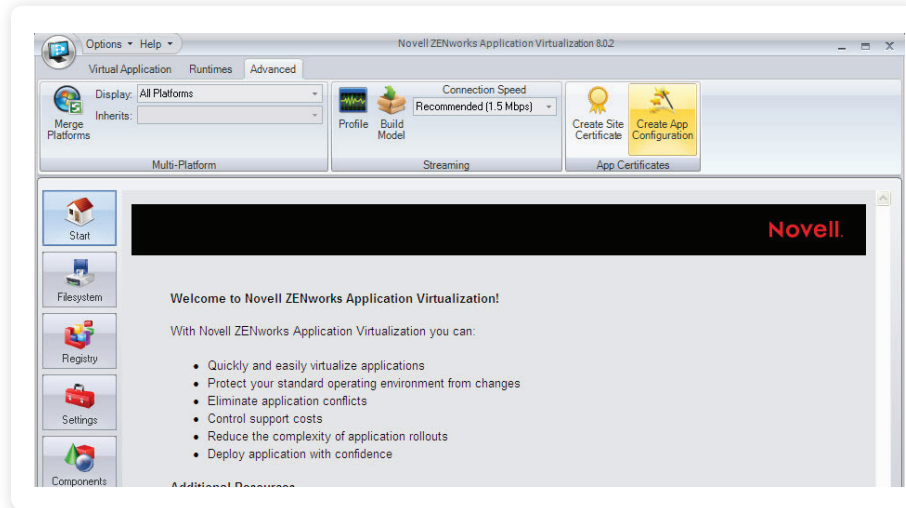 Options Help Novell ZENworks Application Virtualization 8.0.2
Virtual Application Runtimes Advanced
Display: All Platforms
Inherits:
Merge Platforms
Multi-Platform
Connection Speed
Recommended (1.5 Mbps)
Profile
Build Model
Streaming
Create Site Certificate
Create App Configuration
App Certificates
Start
Filesystem
Registry
Settings
Components
Novell.
Welcome to Novell ZENworks Application Virtualization!
With Novell ZENworks Application Virtualization you can:
• Quickly and easily virtualize applications
• Protect your standard operating environment from changes
• Eliminate application conflicts
• Control support costs
• Reduce the complexity of application rollouts
• Deploy application with confidence
Additional Resources